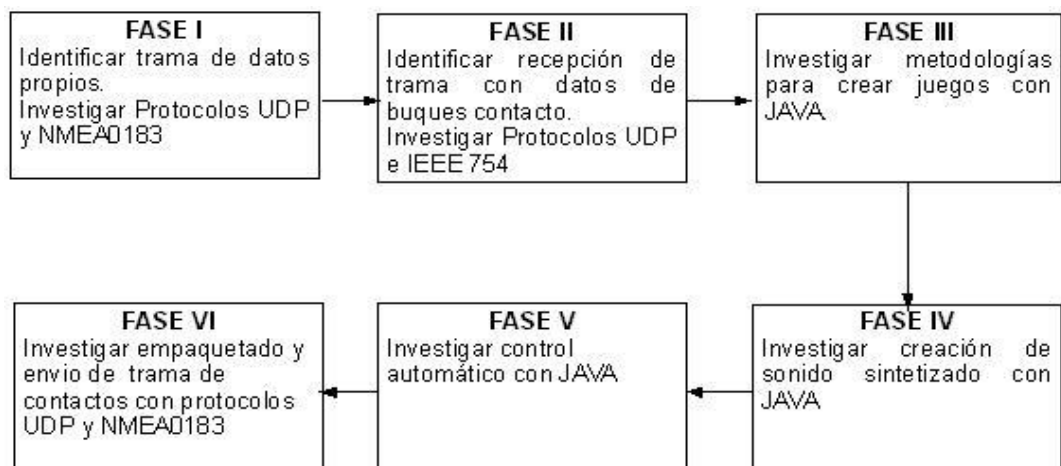 FASE I
Identificar trama de datos
propios.
Investigar Protocolos UDP
y NMEA0183
FASE II
Identificar recepción de
trama con datos de
buques contacto.
Investigar Protocolos UDP
e IEEE 754
FASE III
Investigar metodologías
para crear juegos con
JAVA
FASE IV
Investigar creación de
sonido sintetizado con
JAVA
FASE V
Investigar control
automático con JAVA
FASE VI
Investigar empaquetado y
envio de trama de
contactos con protocolos
UDP y NMEA0183